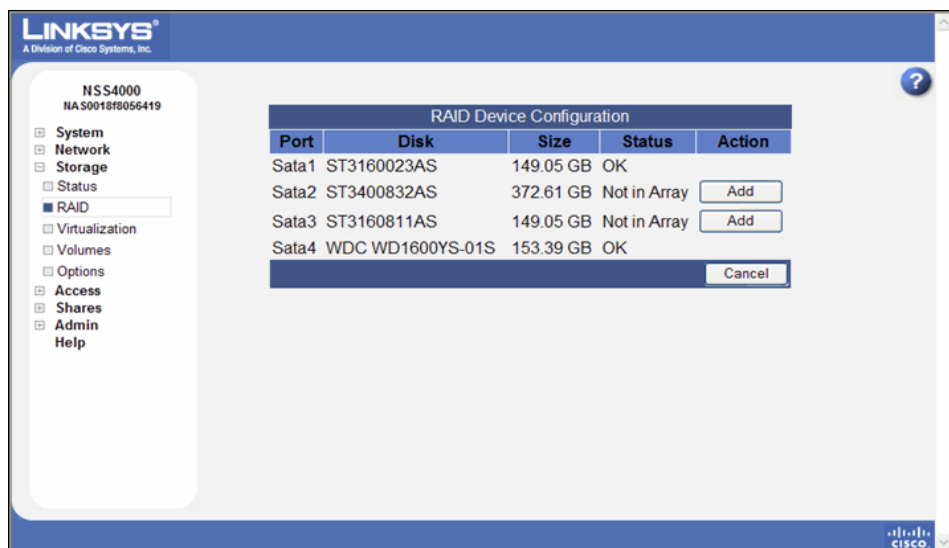 LINKSYS®
A Division of Cisco Systems, Inc.
NSS4000
NAS0018f8056419
System
Network
Storage
Status
RAID
Virtualization
Volumes
Options
Access
Shares
Admin
Help
?
RAID Device Configuration
Port Disk Size Status Action
Sata1 ST3160023AS 149.05 GB OK
Sata2 ST3400832AS 372.61 GB Not in Array Add
Sata3 ST3160811AS 149.05 GB Not in Array Add
Sata4 WDC WD1600YS-01S 153.39 GB OK
Cancel
CISCO.